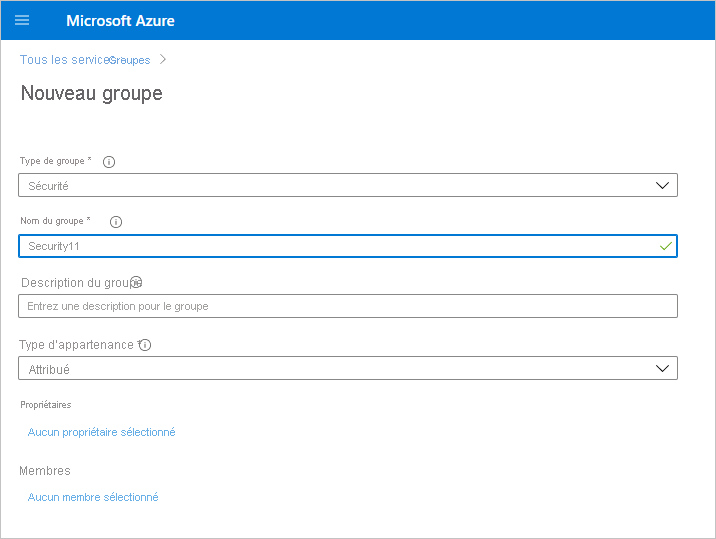 Microsoft Azure
Tous les services Groupes >
Nouveau groupe
Type de groupe *
Sécurité
Nom du groupe *
Security11
Description du groupe
Entrez une description pour le groupe
Type d'appartenance *
Attribué
Propriétaires
Aucun propriétaire sélectionné
Membres
Aucun membre sélectionné